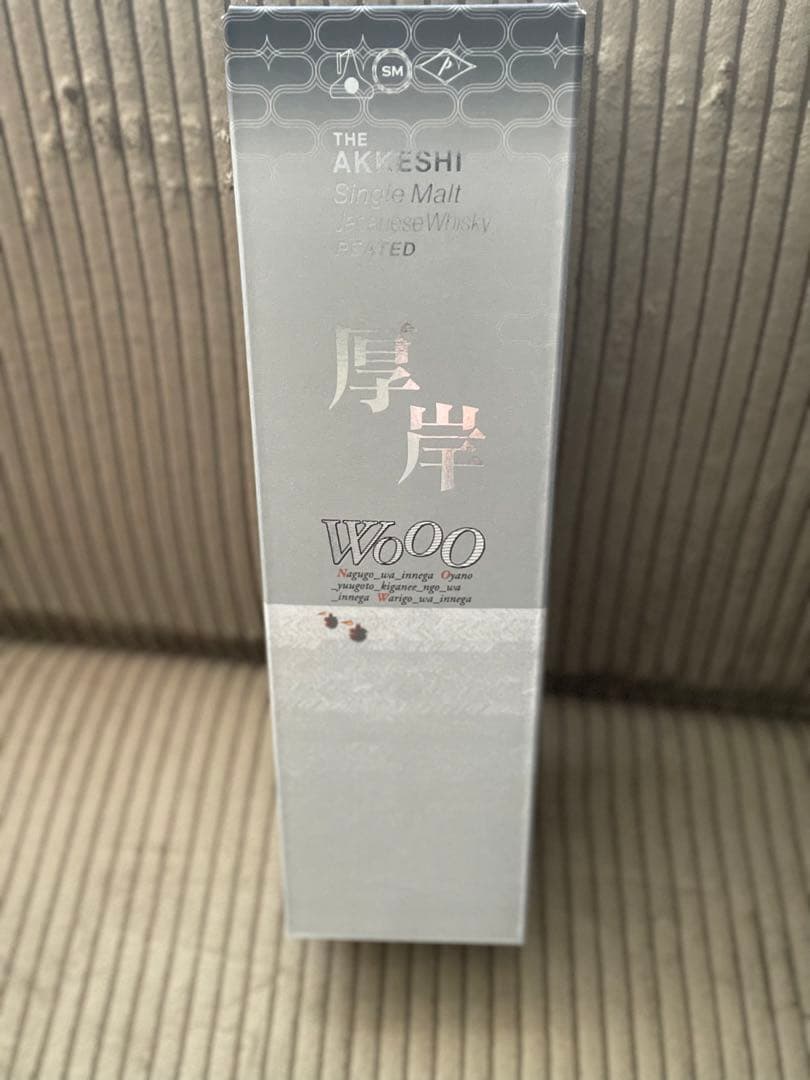 SM
P
THE
AKKESHI
Single Malt
Japanese Whisky
PEATED
厚
岸
WoOO
Nagugo_wa_innega Oyano
_yuugoto_kiganee_ngo_wa
_innega Warigo_wa_innega